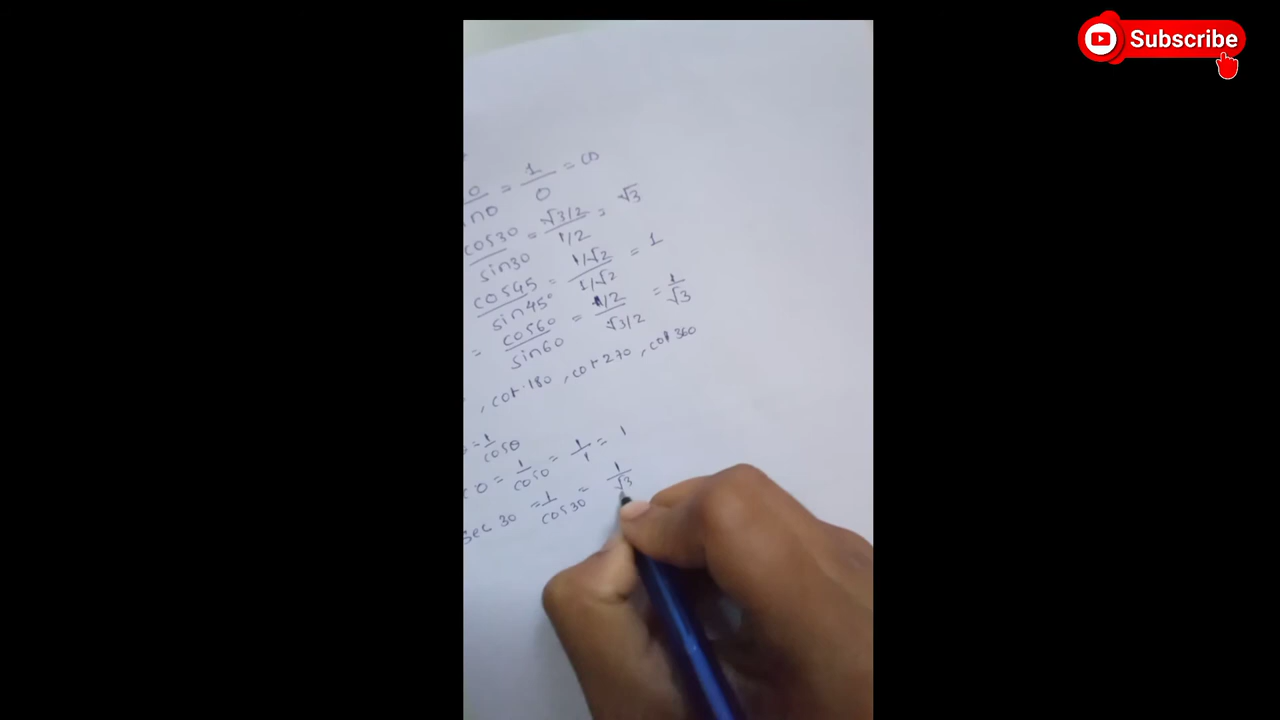 Subscribe
0/sin0 = 1/0 = ∞
cos30/sin30 = √3/2/1/2 = √3
cos45/sin45° = 1/√2/1/√2 = 1
= cos60/sin60 = 1/2/√3/2 = 1/√3
, cot 180, cot 270, cot 360
= 1/cosθ
0 = 1/cos0 = 1/1 = 1
Sec 30 = 1/cos30 = 1/√3